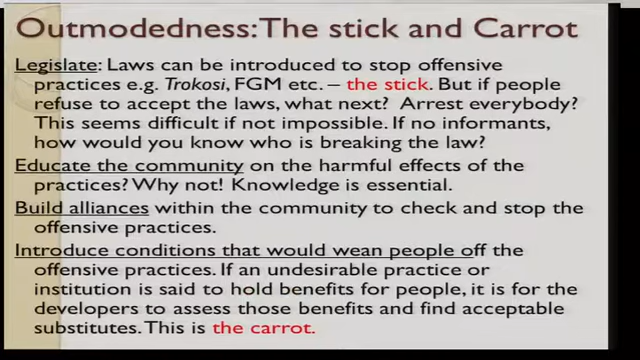 Outmodedness:The stick and Carrot
Legislate: Laws can be introduced to stop offensive
practices e.g. Trokosi, FGM etc. – the stick. But if people
refuse to accept the laws, what next? Arrest everybody?
This seems difficult if not impossible. If no informants,
how would you know who is breaking the law?
Educate the community on the harmful effects of the
practices? Why not! Knowledge is essential.
Build alliances within the community to check and stop the
offensive practices.
Introduce conditions that would wean people off the
offensive practices. If an undesirable practice or
institution is said to hold benefits for people, it is for the
developers to assess those benefits and find acceptable
substitutes. This is the carrot.